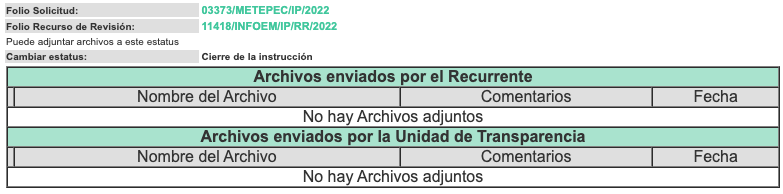 Folio Solicitud: 03373/METEPEC/IP/2022
Folio Recurso de Revisión: 11418/INFOEM/IP/RR/2022
Puede adjuntar archivos a este estatus
Cambiar estatus: Cierre de la instrucción
Archivos enviados por el Recurrente
Nombre del Archivo Comentarios Fecha
No hay Archivos adjuntos
Archivos enviados por la Unidad de Transparencia
Nombre del Archivo Comentarios Fecha
No hay Archivos adjuntos